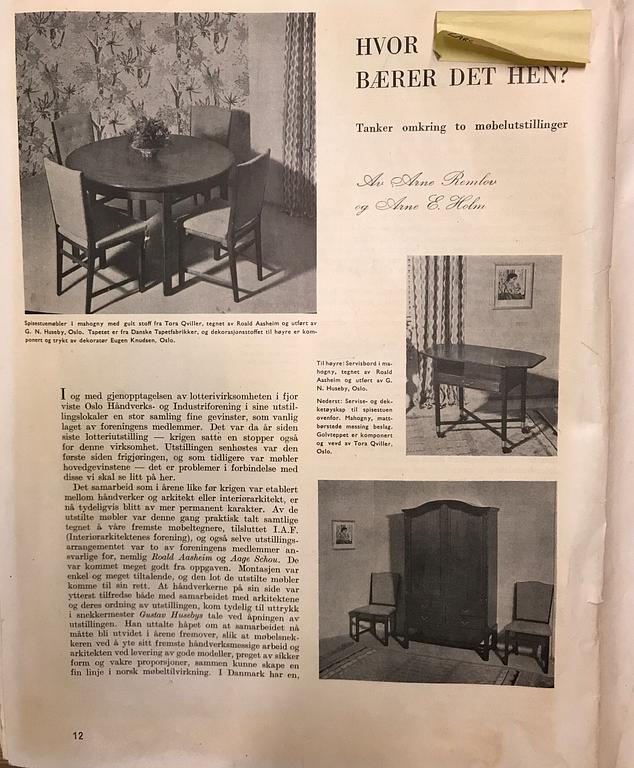 HVOR
BÆRER DET HEN?
Tanker omkring to møbelutstillinger
Av Arne Remlov
og Arne E. Holm
Spisestuemøbler i mahogny med gult stoff fra Tora Qviller, tegnet av Roald Aasheim og utført av
G. N. Huseby, Oslo. Tapetet er fra Danske Tapetfabrikker, og dekorasjonsstoffet til høyre er kom-
ponert og trykt av dekoratør Eugen Knudsen, Oslo.
Til høyre: Servisbord i ma-
hogny, tegnet av Roald
Aasheim og utført av G.
N. Huseby, Oslo.
Nederst: Servise- og dek-
ketøyskap til spisestuen
ovenfor. Mahogny, matt-
børstede messing beslag.
Golvteppet er komponert
og vevd av Tora Qviller,
Oslo.
I og med gjenopptagelsen av lotterivirksomheten i fjor
viste Oslo Håndverks- og Industriforening i sine utstil-
lingslokaler en stor samling fine gevinster, som vanlig
laget av foreningens medlemmer. Det var da år siden
siste lotteriutstilling — krigen satte en stopper også
for denne virksomhet. Utstillingen senhøstes var den
første siden frigjøringen, og som tidligere var møbler
hovedgevinstene — det er problemer i forbindelse med
disse vi skal se litt på her.
Det samarbeid som i årene like før krigen var etablert
mellom håndverker og arkitekt eller interiørarkitekt, er
nå tydeligvis blitt av mer permanent karakter. Av de
utstilte møbler var denne gang praktisk talt samtlige
tegnet å våre fremste møbeltegnere, tilsluttet I.A.F.
(Interiørarkitektenes forening), og også selve utstillings-
arrangementet var to av foreningens medlemmer an-
svarlige for, nemlig Roald Aasheim og Aage Schou. De
var kommet meget godt fra oppgaven. Montasjen var
enkel og meget tiltalende, og den lot de utstilte møbler
komme til sin rett. At håndverkerne på sin side var
ytterst tilfredse både med samarbeidet med arkitektene
og deres ordning av utstillingen, kom tydelig til uttrykk
i snekkermester Gustav Husebys tale ved åpningen av
utstillingen. Han uttalte håpet om at samarbeidet nå
måtte bli utvidet i årene fremover, slik at møbelsnek-
keren ved å yte sitt fremste håndverksmessige arbeid og
arkitekten ved levering av gode modeller, preget av sikker
form og vakre proporsjoner, sammen kunne skape en
fin linje i norsk møbeltilvirkning. I Danmark har en,
12